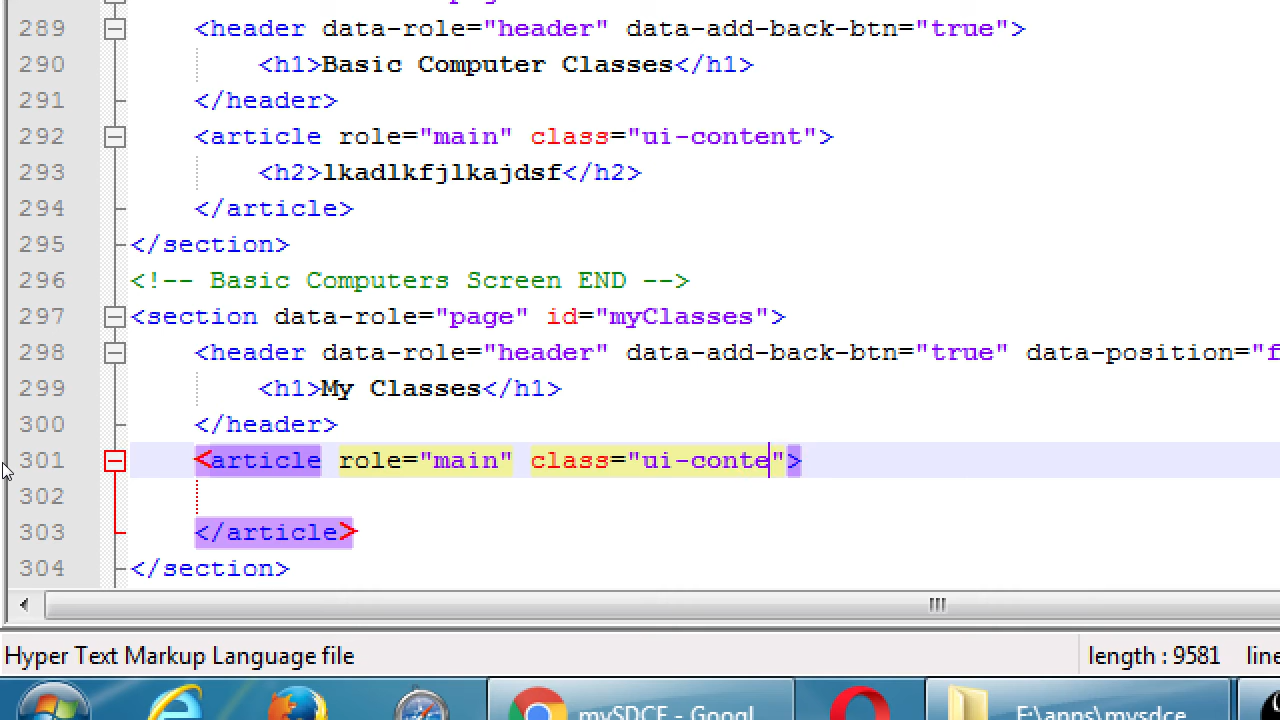 289 <header data-role="header" data-add-back-btn="true">
290 <h1>Basic Computer Classes</h1>
291 </header>
292 <article role="main" class="ui-content">
293 <h2>lkadlkfjlkajdsf</h2>
294 </article>
295 </section>
296 <!-- Basic Computers Screen END -->
297 <section data-role="page" id="myClasses">
298 <header data-role="header" data-add-back-btn="true" data-position="f
299 <h1>My Classes</h1>
300 </header>
301 <article role="main" class="ui-conte">
302
303 </article>
304 </section>
Hyper Text Markup Language file length : 9581 line
mySDCE - Googl F:\apps\mysdce